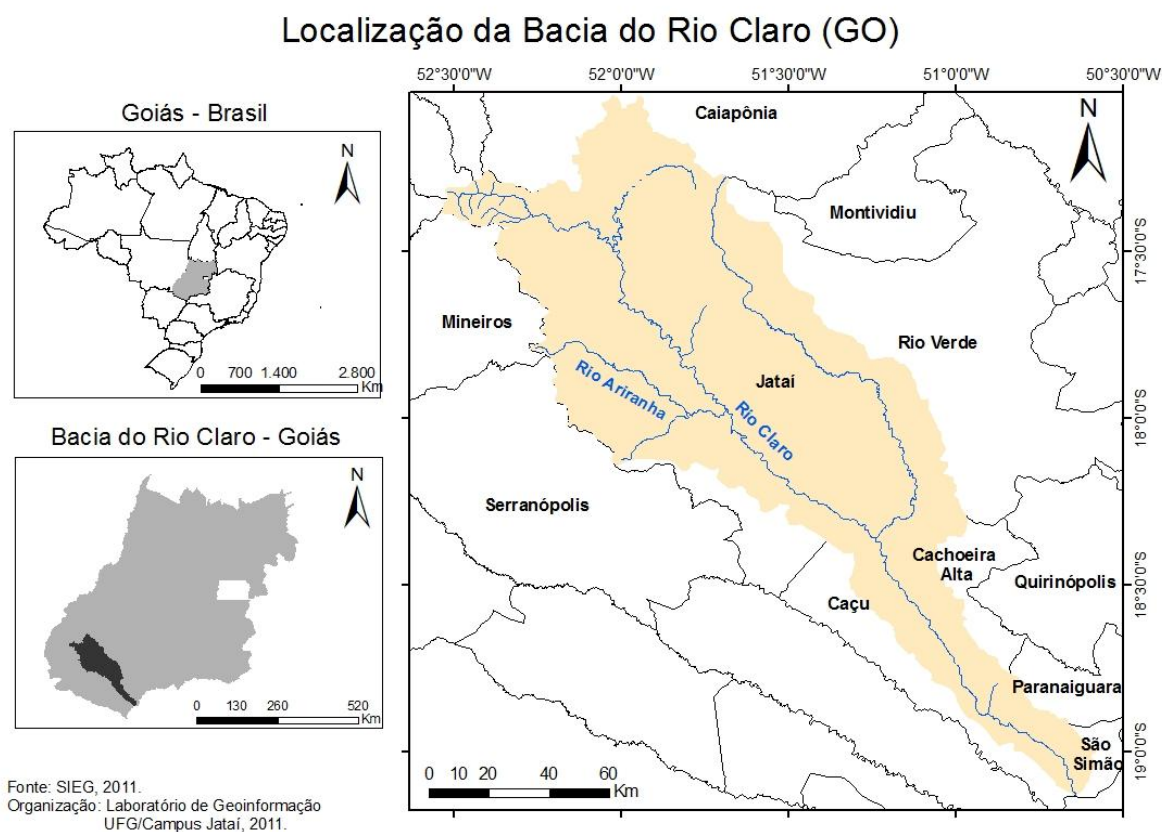 Localização da Bacia do Rio Claro (GO)
Goiás - Brasil
N
0 700 1.400 2.800
Km
Bacia do Rio Claro - Goiás
N
0 130 260 520
Km
Fonte: SIEG, 2011.
Organização: Laboratório de Geoinformação
UFG/Campus Jataí, 2011.
52°30'0"W 52°0'0"W 51°30'0"W 51°0'0"W 50°30'0"W
N
Caiapônia
Montividiu
17°30'0"S
Mineiros
Rio Verde
Rio Ariranha
Jataí
Rio Claro
18°0'0"S
Serranópolis
Cachoeira
Alta
Quirinópolis
18°30'0"S
Caçu
Paranaiguara
São
Simão
19°0'0"S
0 10 20 40 60
Km